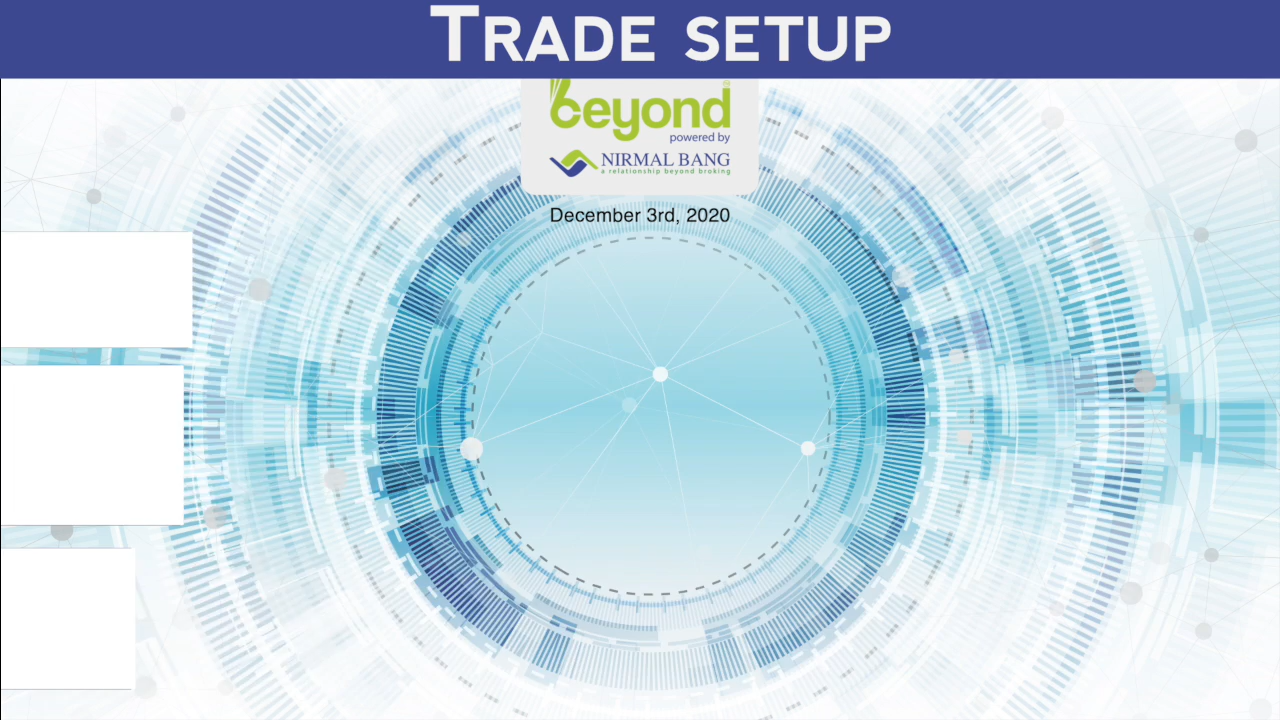 TRADE SETUP
beyond
powered by
NIRMAL BANG
a relationship beyond broking
December 3rd, 2020